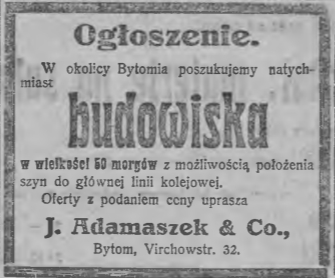 Ogłoszenie.
W okolicy Bytomia poszukujemy natych-
miast
budowiska
w wielkości 50 morgów z możliwością położenia
szyn do głównej linii kolejowej.
Oferty z podaniem ceny uprasza
J. Adamaszek & Co.,
Bytom, Virchowstr. 32.